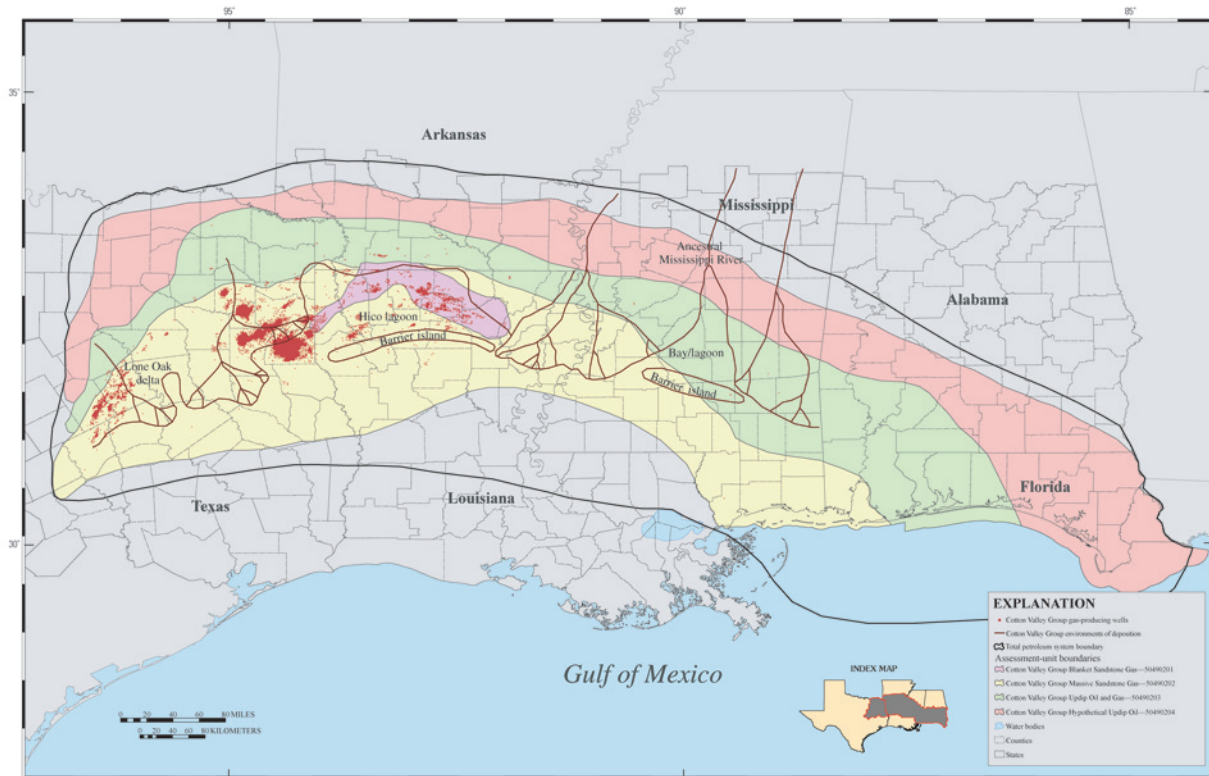 95°
90°
85°
35°
Arkansas
Mississippi
Ancestral
Mississippi River
Alabama
Hico lagoon
Barrier island
Bay/lagoon
Lone Oak
delta
Barrier island
Florida
Texas
Louisiana
30°
Gulf of Mexico
EXPLANATION
Cotton Valley Group gas-producing wells
Cotton Valley Group environments of deposition
Total petroleum system boundary
Assessment-unit boundaries
Cotton Valley Group Blanket Sandstone Gas—50490201
Cotton Valley Group Massive Sandstone Gas—50490202
Cotton Valley Group Updip Oil and Gas—50490203
Cotton Valley Group Hypothetical Updip Oil—50490204
Water bodies
Counties
States
INDEX MAP
0 20 40 60 80 MILES
0 20 40 60 80 KILOMETERS